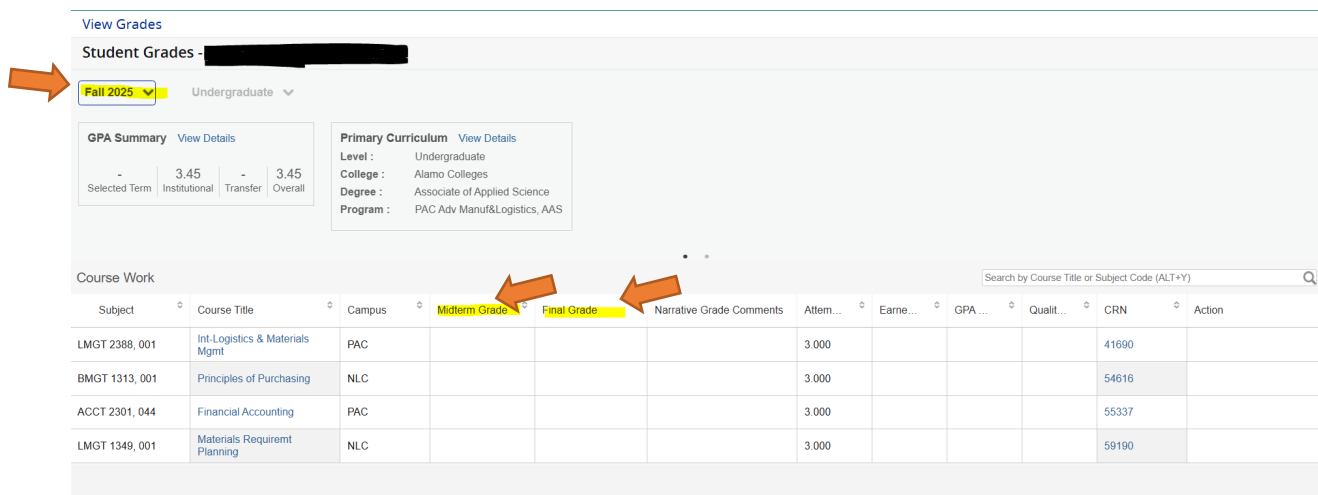 View Grades
Student Grades -
Fall 2025 Undergraduate
GPA Summary View Details
- 3.45 - 3.45
Selected Term Institutional Transfer Overall
Primary Curriculum View Details
Level : Undergraduate
College : Alamo Colleges
Degree : Associate of Applied Science
Program : PAC Adv Manuf&Logistics, AAS
Course Work
Search by Course Title or Subject Code (ALT+Y)
Subject Course Title Campus Midterm Grade Final Grade Narrative Grade Comments Attem... Earne... GPA ... Qualit... CRN Action
LMGT 2388, 001 Int-Logistics & Materials Mgmt PAC 3.000 41690
BMGT 1313, 001 Principles of Purchasing NLC 3.000 54616
ACCT 2301, 044 Financial Accounting PAC 3.000 55337
LMGT 1349, 001 Materials Requiremt Planning NLC 3.000 59190